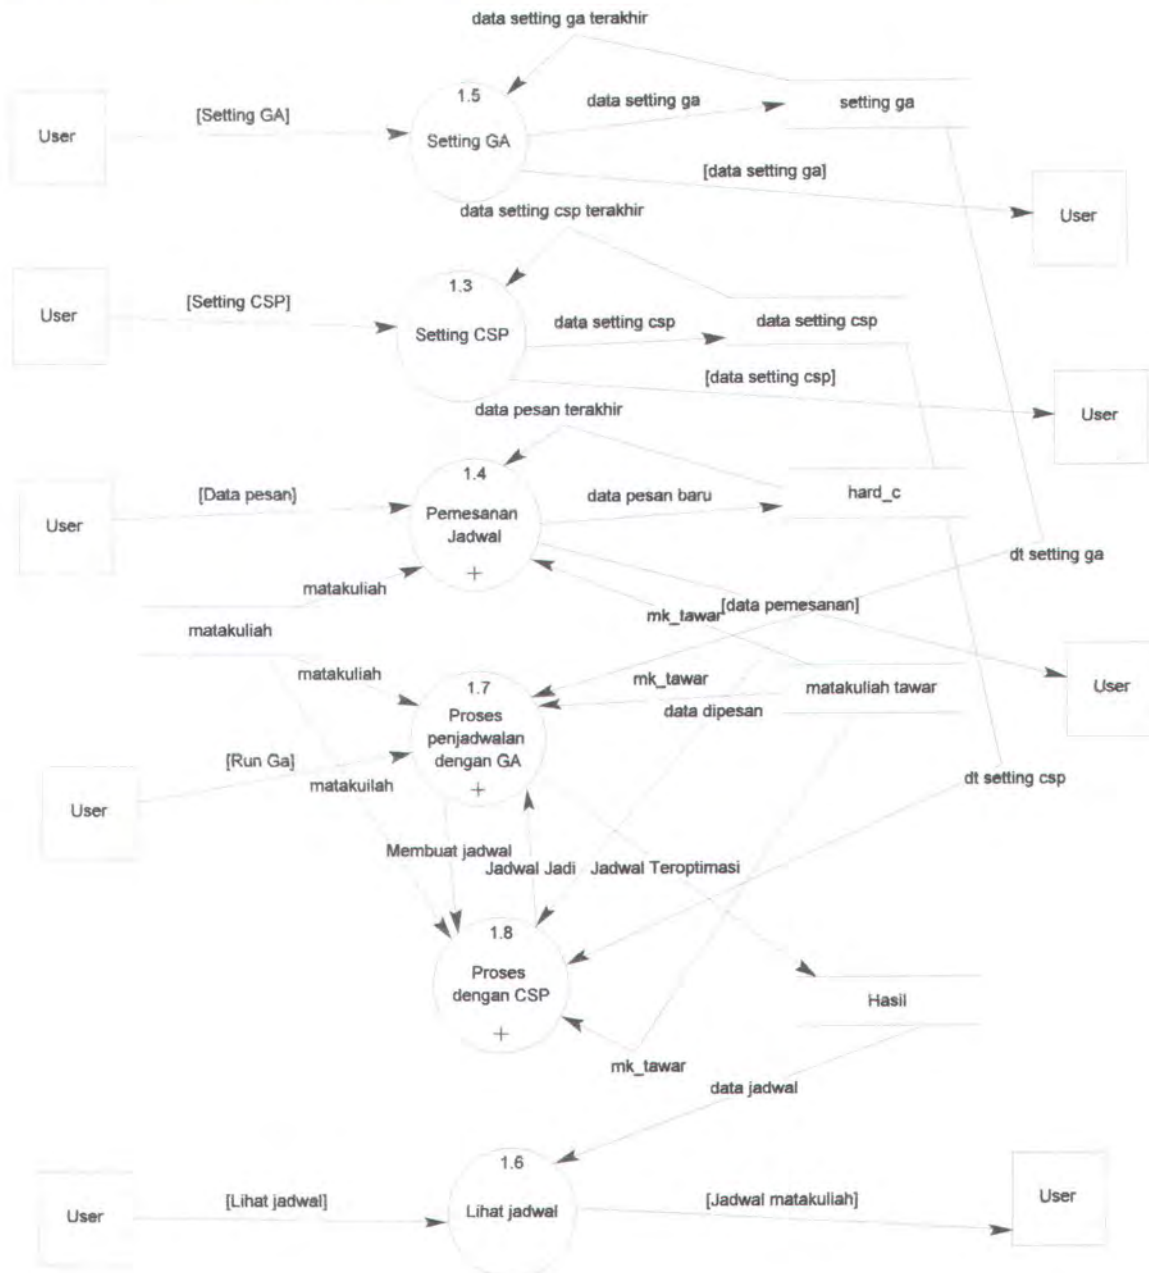 data setting ga terakhir
1.5
[Setting GA]
data setting ga
setting ga
User
Setting GA
[data setting ga]
User
data setting csp terakhir
1.3
[Setting CSP]
data setting csp
data setting csp
User
Setting CSP
[data setting csp]
User
data pesan terakhir
1.4
[Data pesan]
data pesan baru
hard_c
User
Pemesanan
Jadwal
+
dt setting ga
matakuliah
[data pemesanan]
mk_tawar
matakuliah
matakuliah
mk_tawar
matakuliah tawar
User
1.7
Proses
penjadwalan
dengan GA
+
data dipesan
[Run Ga]
matakuilah
User
dt setting csp
Membuat jadwal
Jadwal Jadi
Jadwal Teroptimasi
1.8
Proses
dengan CSP
+
Hasil
mk_tawar
data jadwal
1.6
[Lihat jadwal]
Lihat jadwal
[Jadwal matakuliah]
User
User